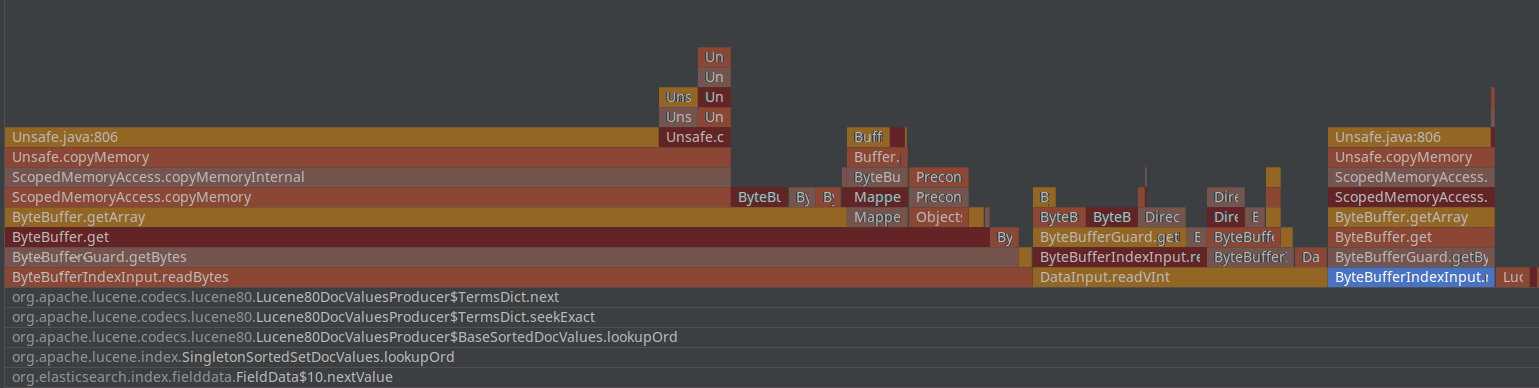 Un
Un
Uns Un
Uns Un
Unsafe.java:806 Unsafe.c Buff Unsafe.java:806
Unsafe.copyMemory Buffer. Unsafe.copyMemory
ScopedMemoryAccess.copyMemoryInternal ByteBu Precon ScopedMemoryAccess.
ScopedMemoryAccess.copyMemory ByteBu By By Mappe Precon B Dire ScopedMemoryAccess.
ByteBuffer.getArray Mappe Object: ByteB ByteB Direc Dire E ByteBuffer.getArray
ByteBuffer.get By ByteBufferGuard.get E ByteBuffe ByteBuffer.get
ByteBufferGuard.getBytes ByteBufferIndexInput.re ByteBuffer Da ByteBufferGuard.getBy
ByteBufferIndexInput.readBytes DataInput.readVInt ByteBufferIndexInput.r Luc
org.apache.lucene.codecs.lucene80.Lucene80DocValuesProducer$TermsDict.next
org.apache.lucene.codecs.lucene80.Lucene80DocValuesProducer$TermsDict.seekExact
org.apache.lucene.codecs.lucene80.Lucene80DocValuesProducer$BaseSortedDocValues.lookupOrd
org.apache.lucene.index.SingletonSortedSetDocValues.lookupOrd
org.elasticsearch.index.fielddata.FieldData$10.nextValue